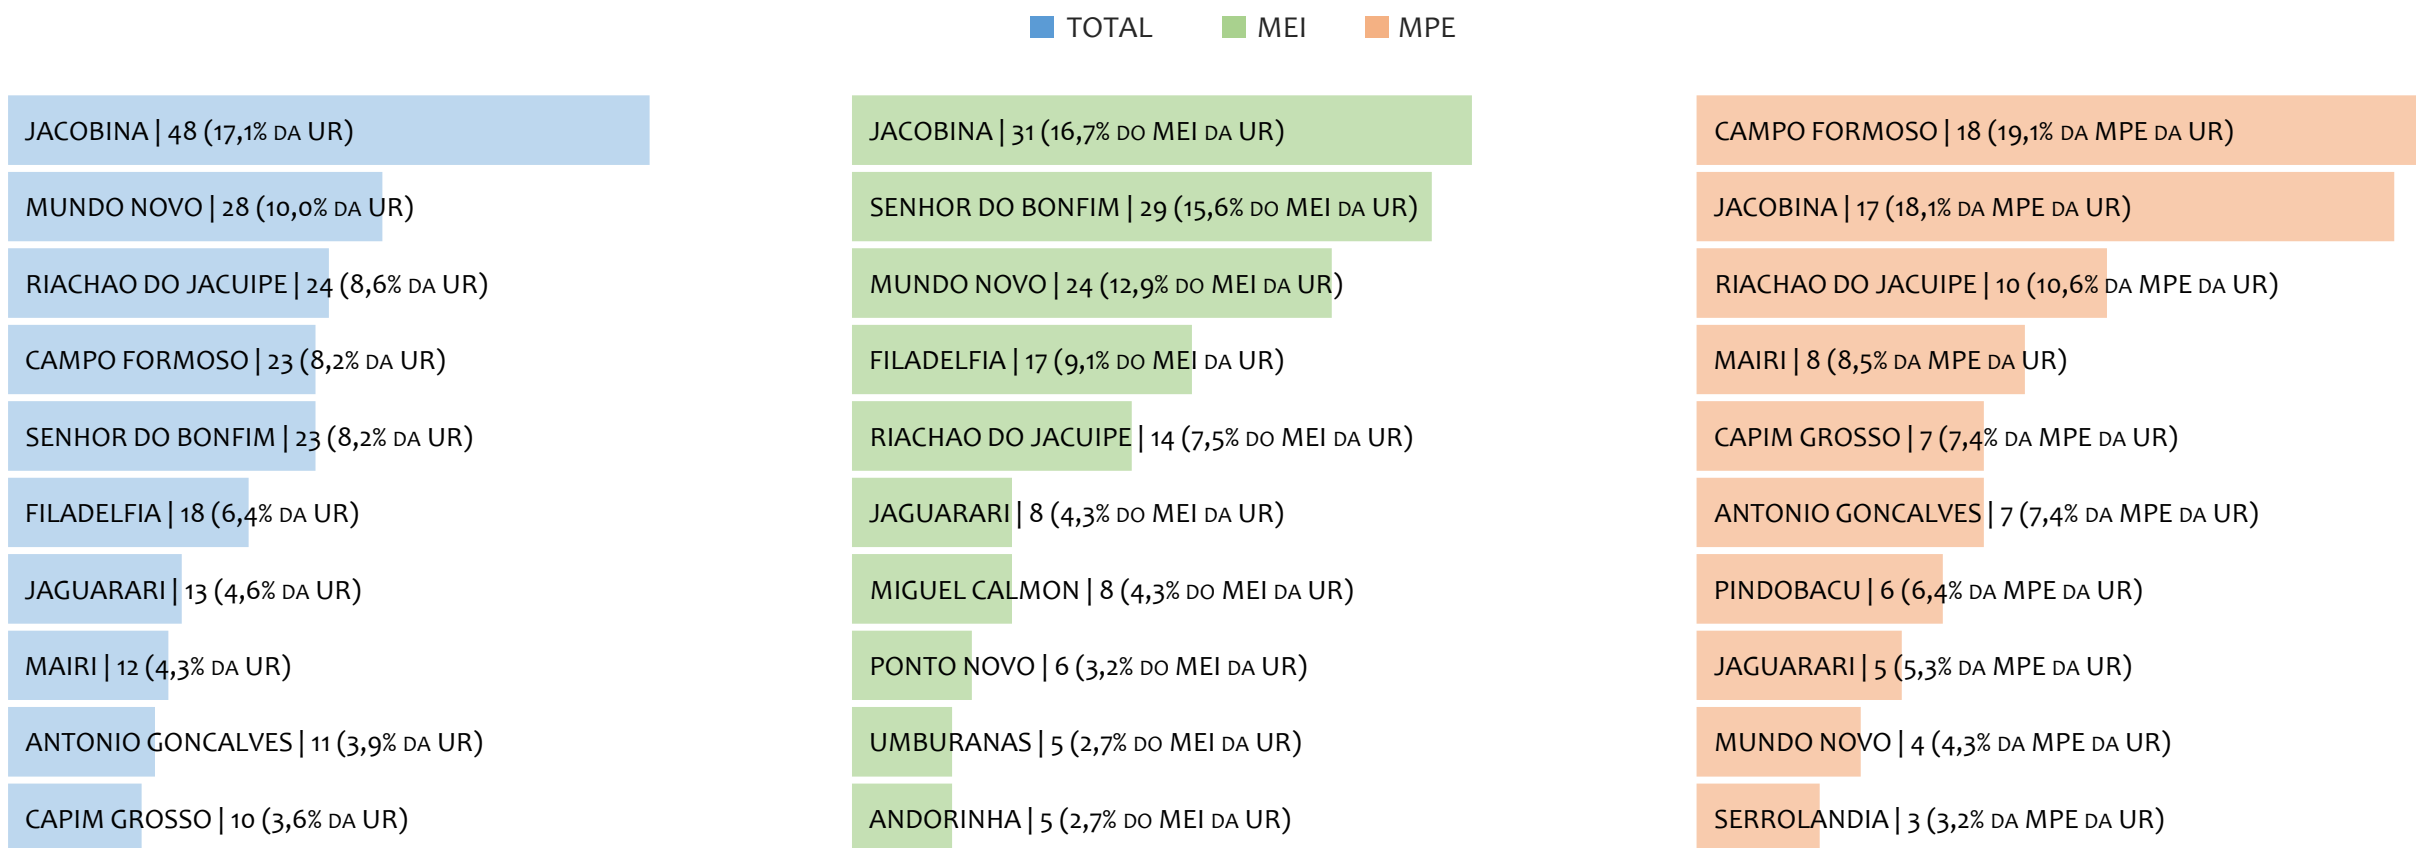 TOTAL MEI MPE
JACOBINA | 48 (17,1% DA UR)
MUNDO NOVO | 28 (10,0% DA UR)
RIACHAO DO JACUIPE | 24 (8,6% DA UR)
CAMPO FORMOSO | 23 (8,2% DA UR)
SENHOR DO BONFIM | 23 (8,2% DA UR)
FILADELFIA | 18 (6,4% DA UR)
JAGUARARI | 13 (4,6% DA UR)
MAIRI | 12 (4,3% DA UR)
ANTONIO GONCALVES | 11 (3,9% DA UR)
CAPIM GROSSO | 10 (3,6% DA UR)
JACOBINA | 31 (16,7% DO MEI DA UR)
SENHOR DO BONFIM | 29 (15,6% DO MEI DA UR)
MUNDO NOVO | 24 (12,9% DO MEI DA UR)
FILADELFIA | 17 (9,1% DO MEI DA UR)
RIACHAO DO JACUIPE | 14 (7,5% DO MEI DA UR)
JAGUARARI | 8 (4,3% DO MEI DA UR)
MIGUEL CALMON | 8 (4,3% DO MEI DA UR)
PONTO NOVO | 6 (3,2% DO MEI DA UR)
UMBURANAS | 5 (2,7% DO MEI DA UR)
ANDORINHA | 5 (2,7% DO MEI DA UR)
CAMPO FORMOSO | 18 (19,1% DA MPE DA UR)
JACOBINA | 17 (18,1% DA MPE DA UR)
RIACHAO DO JACUIPE | 10 (10,6% DA MPE DA UR)
MAIRI | 8 (8,5% DA MPE DA UR)
CAPIM GROSSO | 7 (7,4% DA MPE DA UR)
ANTONIO GONCALVES | 7 (7,4% DA MPE DA UR)
PINDOBACU | 6 (6,4% DA MPE DA UR)
JAGUARARI | 5 (5,3% DA MPE DA UR)
MUNDO NOVO | 4 (4,3% DA MPE DA UR)
SERROLANDIA | 3 (3,2% DA MPE DA UR)